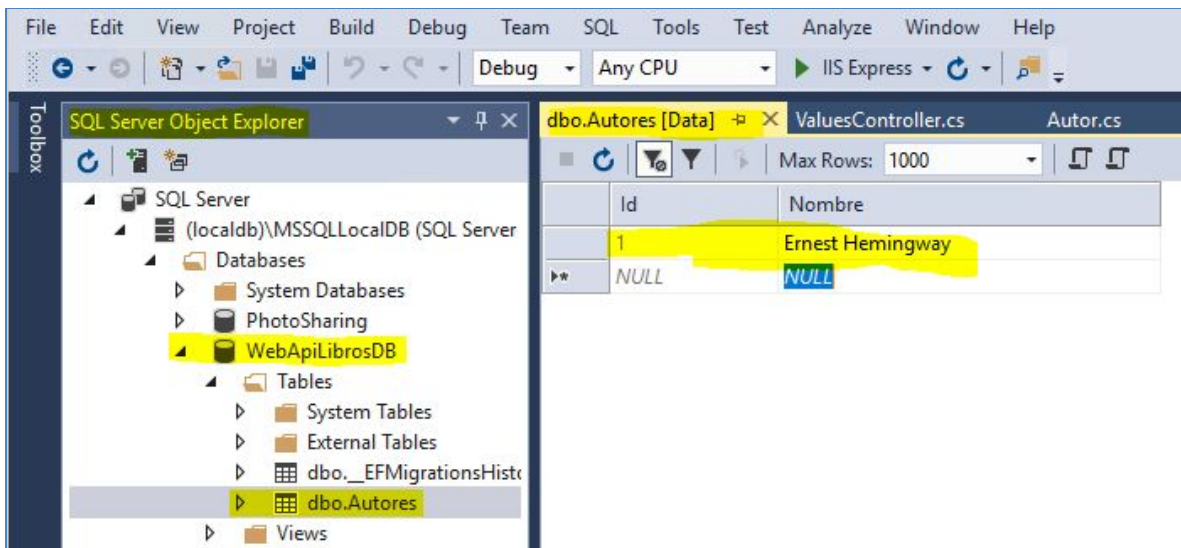 File Edit View Project Build Debug Team SQL Tools Test Analyze Window Help
Debug Any CPU IIS Express
Toolbox
SQL Server Object Explorer
SQL Server
(localdb)\MSSQLLocalDB (SQL Server
Databases
System Databases
PhotoSharing
WebApiLibrosDB
Tables
System Tables
External Tables
dbo.__EFMigrationsHisto
dbo.Autores
Views
dbo.Autores [Data] ValuesController.cs Autor.cs
Max Rows: 1000
Id Nombre
1 Ernest Hemingway
NULL NULL